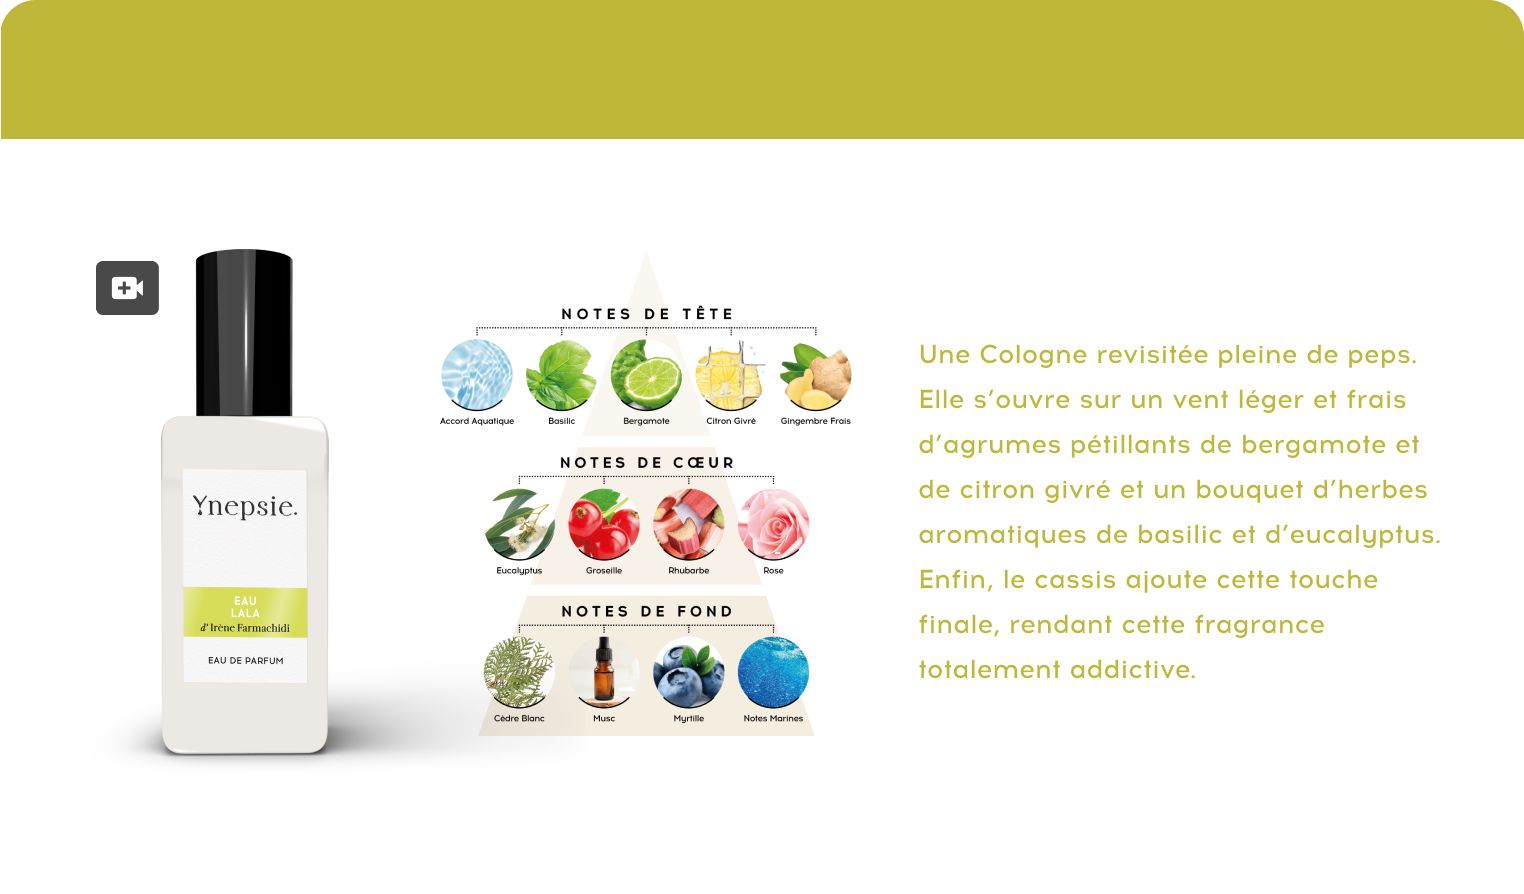 Ynepsie.
EAU
LALA
d'Irène Farmachidi
EAU DE PARFUM
NOTES DE TÊTE
Accord Aquatique
Basilic
Bergamote
Citron Givré
Gingembre Frais
NOTES DE CŒUR
Eucalyptus
Groseille
Rhubarbe
Rose
NOTES DE FOND
Cèdre Blanc
Musc
Myrtille
Notes Marines
Une Cologne revisitée pleine de peps.
Elle s’ouvre sur un vent léger et frais
d’agrumes pétillants de bergamote et
de citron givré et un bouquet d’herbes
aromatiques de basilic et d’eucalyptus.
Enfin, le cassis ajoute cette touche
finale, rendant cette fragrance
totalement addictive.